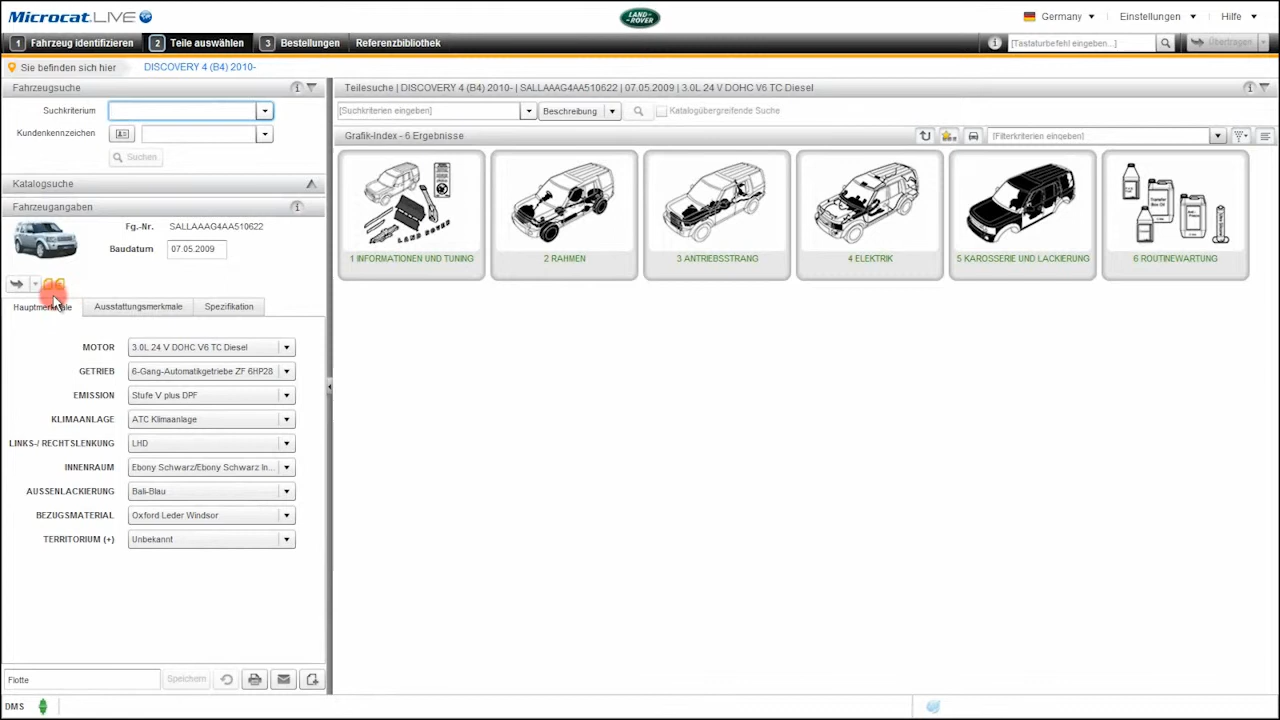 Microcat.LIVE
LAND-ROVER
Germany Einstellungen Hilfe
1 Fahrzeug identifizieren 2 Teile auswählen 3 Bestellungen Referenzbibliothek [Tastaturbefehl eingeben...] Übertragen
Sie befinden sich hier DISCOVERY 4 (B4) 2010-
Fahrzeugsuche
Suchkriterium
Kundenkennzeichen
Suchen
Katalogsuche
Fahrzeugangaben
Fg.-Nr. SALLAAAG4AA510622
Baudatum 07.05.2009
Hauptmerkmale Ausstattungsmerkmale Spezifikation
MOTOR 3.0L 24 V DOHC V6 TC Diesel
GETRIEB 6-Gang-Automatikgetriebe ZF 6HP28
EMISSION Stufe V plus DPF
KLIMAANLAGE ATC Klimaanlage
LINKS-/ RECHTSLENKUNG LHD
INNENRAUM Ebony Schwarz/Ebony Schwarz In...
AUSSENLACKIERUNG Bali-Blau
BEZUGSMATERIAL Oxford Leder Windsor
TERRITORIUM (+) Unbekannt
Flotte Speichern
DMS
Teilesuche | DISCOVERY 4 (B4) 2010- | SALLAAAG4AA510622 | 07.05.2009 | 3.0L 24 V DOHC V6 TC Diesel
[Suchkriterien eingeben] Beschreibung Katalogübergreifende Suche
Grafik-Index - 6 Ergebnisse [Filterkriterien eingeben]
LAND ROVER
1 INFORMATIONEN UND TUNING 2 RAHMEN 3 ANTRIEBSSTRANG 4 ELEKTRIK 5 KAROSSERIE UND LACKIERUNG 6 ROUTINEWARTUNG